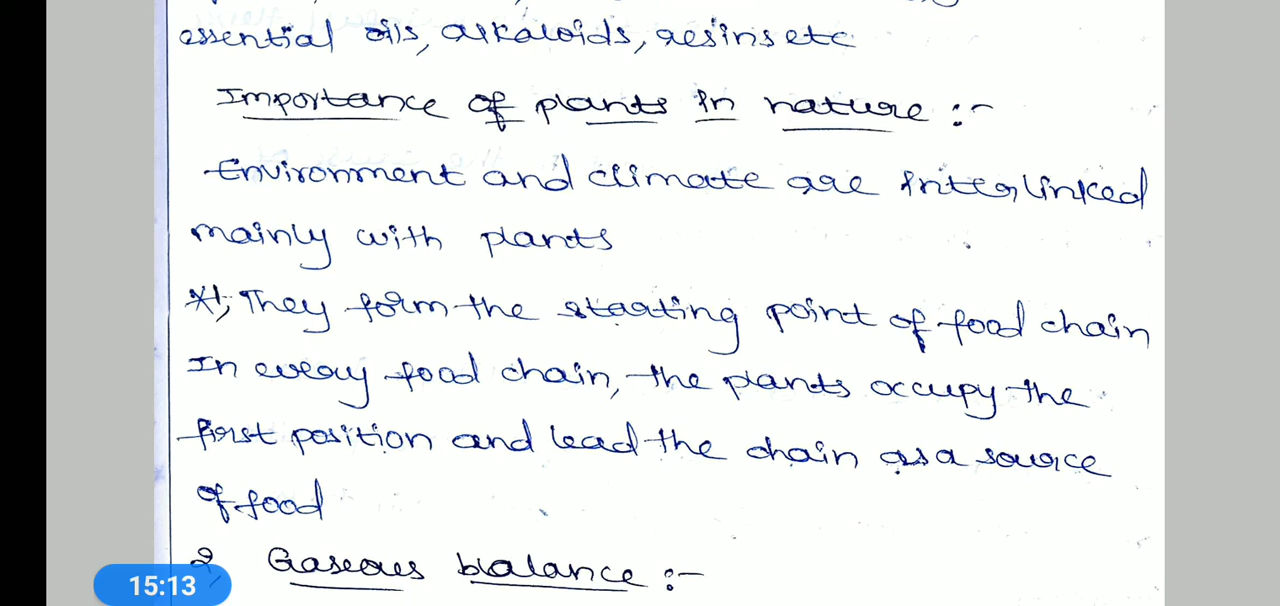 essential oils, alkaloids, resins etc
Importance of plants in nature :-
Environment and climate are interlinked
mainly with plants
*1, They form the starting point of food chain
In every food chain, the plants occupy the
first position and lead the chain as a source
of food
2, Gaseous balance :-
15:13